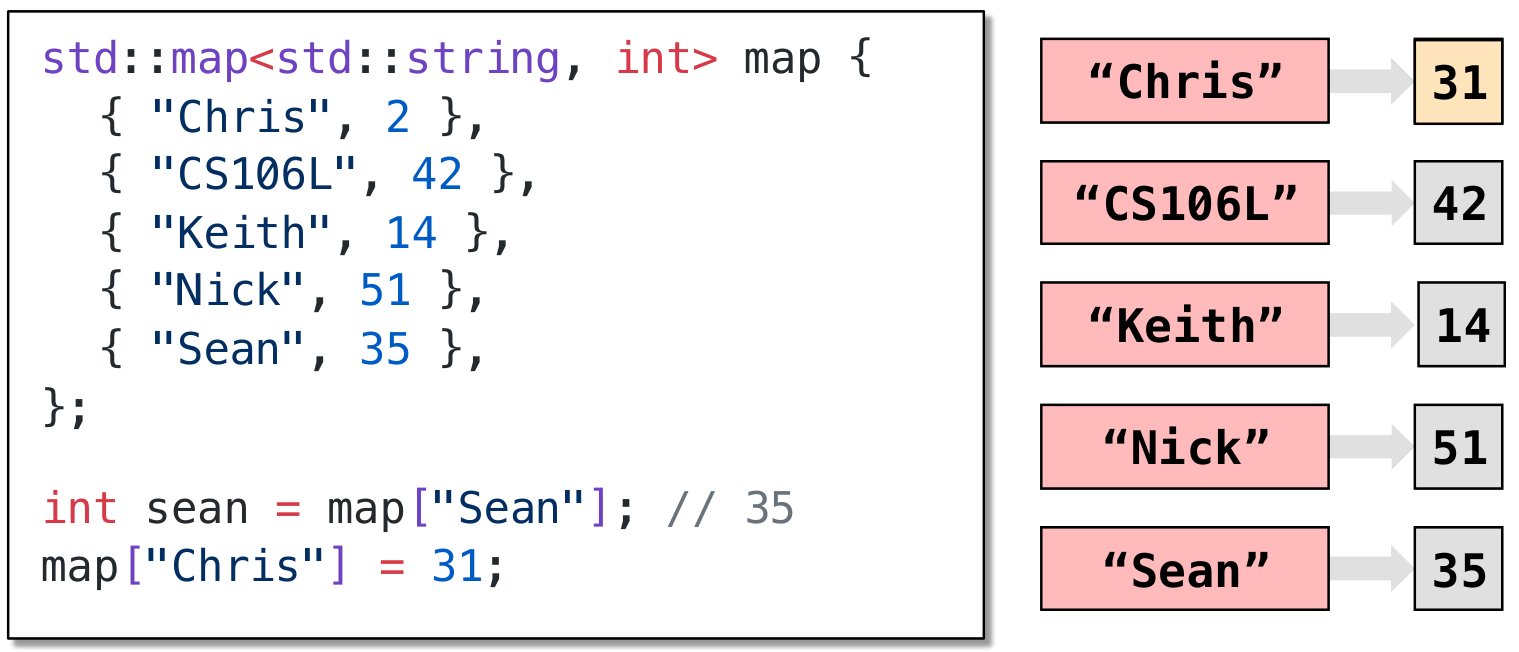 std::map<std::string, int> map {
  { "Chris", 2 },
  { "CS106L", 42 },
  { "Keith", 14 },
  { "Nick", 51 },
  { "Sean", 35 },
};

int sean = map["Sean"]; // 35
map["Chris"] = 31;
“Chris” 31
“CS106L” 42
“Keith” 14
“Nick” 51
“Sean” 35